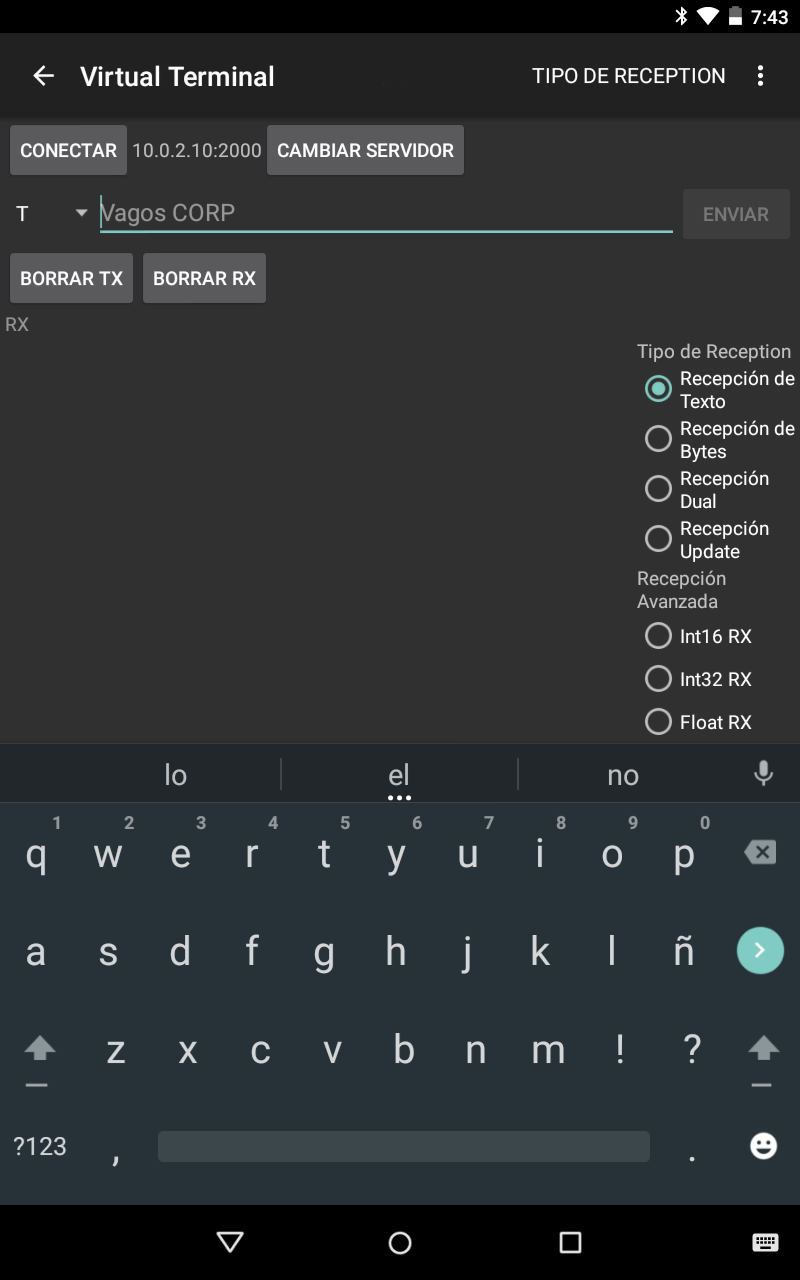 7:43
Virtual Terminal
TIPO DE RECEPTION
CONECTAR 10.0.2.10:2000 CAMBIAR SERVIDOR
T Vagos CORP ENVIAR
BORRAR TX BORRAR RX
RX
Tipo de Reception
Recepción de
Texto
Recepción de
Bytes
Recepción
Dual
Recepción
Update
Recepción
Avanzada
Int16 RX
Int32 RX
Float RX
lo el no
1 2 3 4 5 6 7 8 9 0
q w e r t y u i o p
a s d f g h j k l ñ
z x c v b n m ! ?
?123 , .